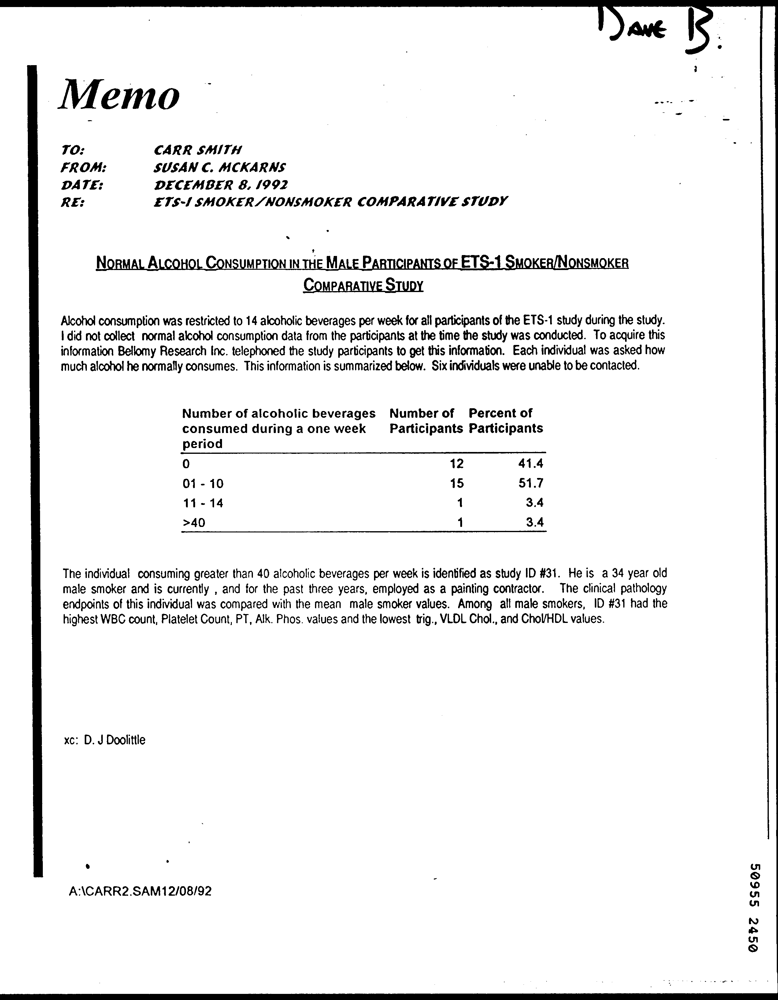 DAVE B.
Memo
TO: CARR SMITH
FROM: SUSAN C. MCKARNS
DATE: DECEMBER 8, 1992
RE: ETS-1 SMOKER/NONSMOKER COMPARATIVE STUDY
NORMAL ALCOHOL CONSUMPTION IN THE MALE PARTICIPANTS OF ETS-1 SMOKER/NONSMOKER
COMPARATIVE STUDY
Alcohol consumption was restricted to 14 alcoholic beverages per week for all participants of the ETS-1 study during the study.
I did not collect normal alcohol consumption data from the participants at the time the study was conducted. To acquire this
information Bellomy Research Inc. telephoned the study participants to get this information. Each individual was asked how
much alcohol he normally consumes. This information is summarized below. Six individuals were unable to be contacted.
Number of alcoholic beverages Number of Percent of
consumed during a one week Participants Participants
period
0 12 41.4
01 - 10 15 51.7
11 - 14 1 3.4
>40 1 3.4
The individual consuming greater than 40 alcoholic beverages per week is identified as study ID #31. He is a 34 year old
male smoker and is currently , and for the past three years, employed as a painting contractor. The clinical pathology
endpoints of this individual was compared with the mean male smoker values. Among all male smokers, ID #31 had the
highest WBC count, Platelet Count, PT, Alk. Phos. values and the lowest trig., VLDL Chol., and Chol/HDL values.
xc: D. J Doolittle
A:\CARR2.SAM12/08/92
50955 2450